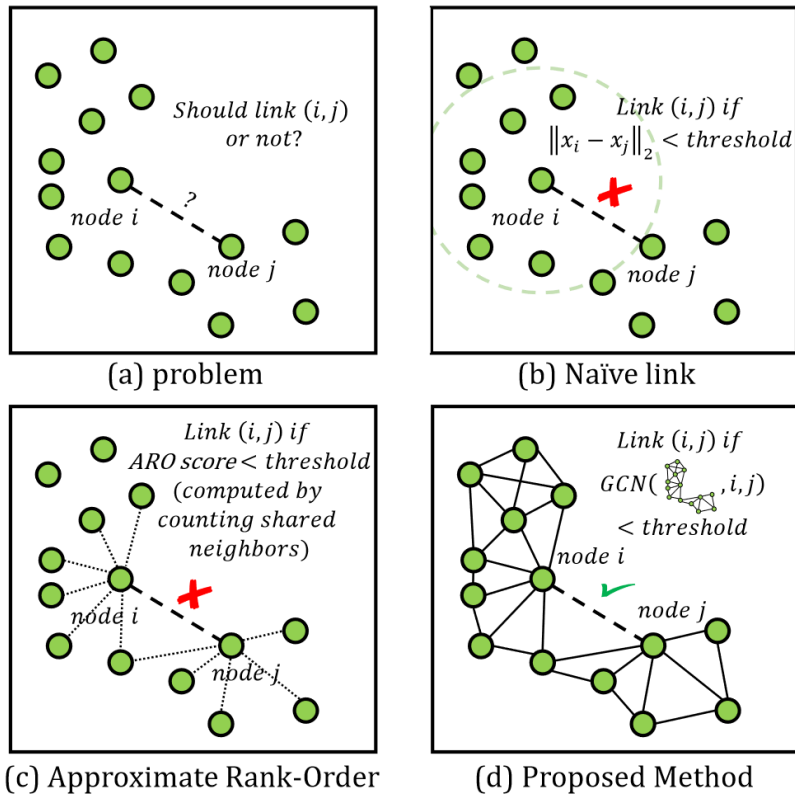 Should link (i, j)
or not?
?
node i
node j
(a) problem
Link (i, j) if
‖x_i − x_j‖_2 < threshold
node i
node j
(b) Naïve link
Link (i, j) if
ARO score < threshold
(computed by
counting shared
neighbors)
node i
node j
(c) Approximate Rank-Order
Link (i, j) if
GCN( , i, j)
< threshold
node i
node j
(d) Proposed Method